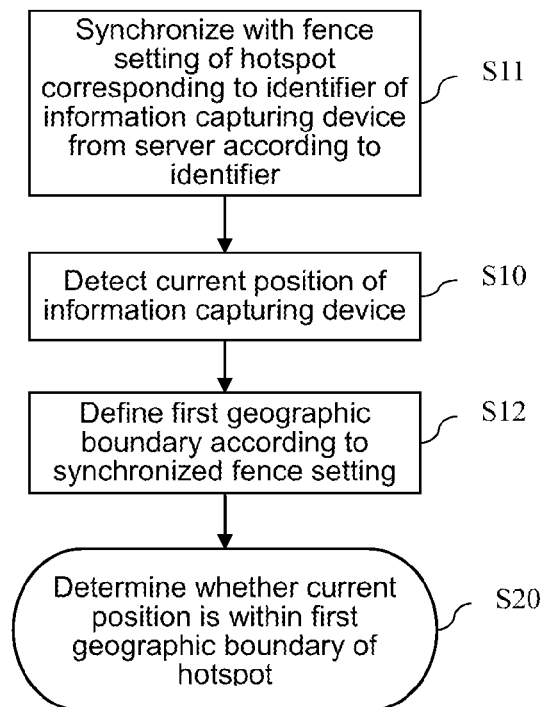 Synchronize with fence
setting of hotspot
corresponding to identifier of
information capturing device
from server according to
identifier
S11
Detect current position of
information capturing device
S10
Define first geographic
boundary according to
synchronized fence setting
S12
Determine whether current
position is within first
geographic boundary of
hotspot
S20